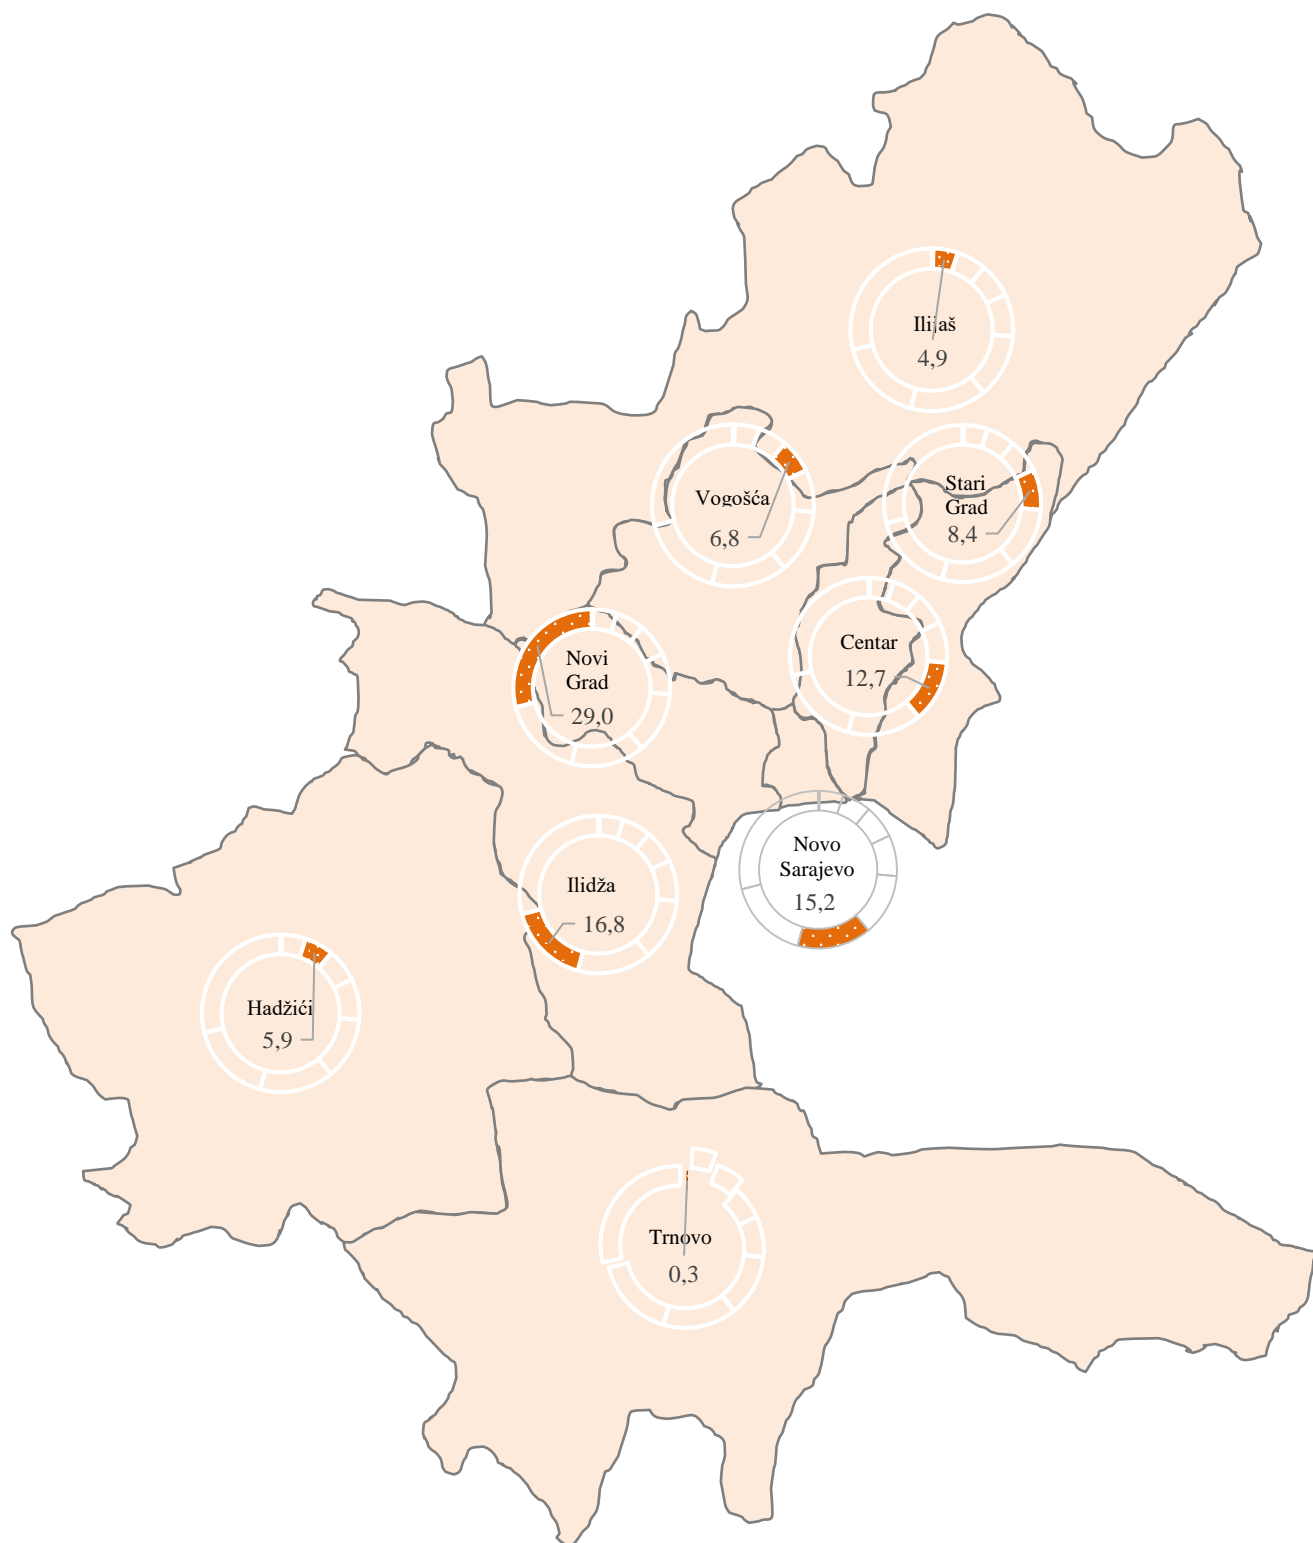 Ilijaš
4,9
Vogošća
6,8
Stari
Grad
8,4
Centar
12,7
Novi
Grad
29,0
Novo
Sarajevo
15,2
Ilidža
16,8
Hadžići
5,9
Trnovo
0,3